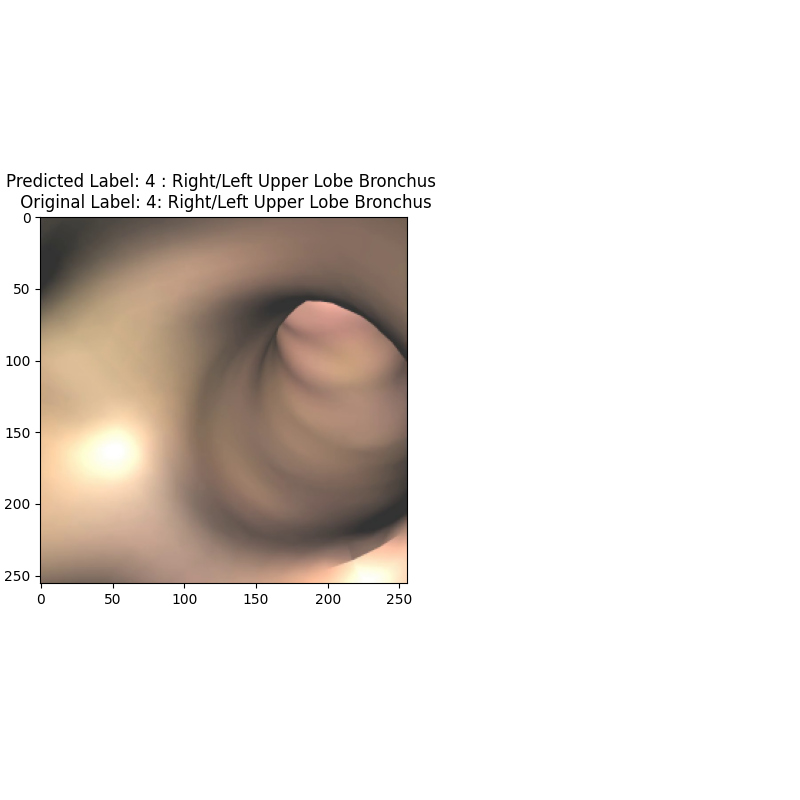 Predicted Label: 4 : Right/Left Upper Lobe Bronchus
Original Label: 4: Right/Left Upper Lobe Bronchus
0
50
100
150
200
250
0 50 100 150 200 250